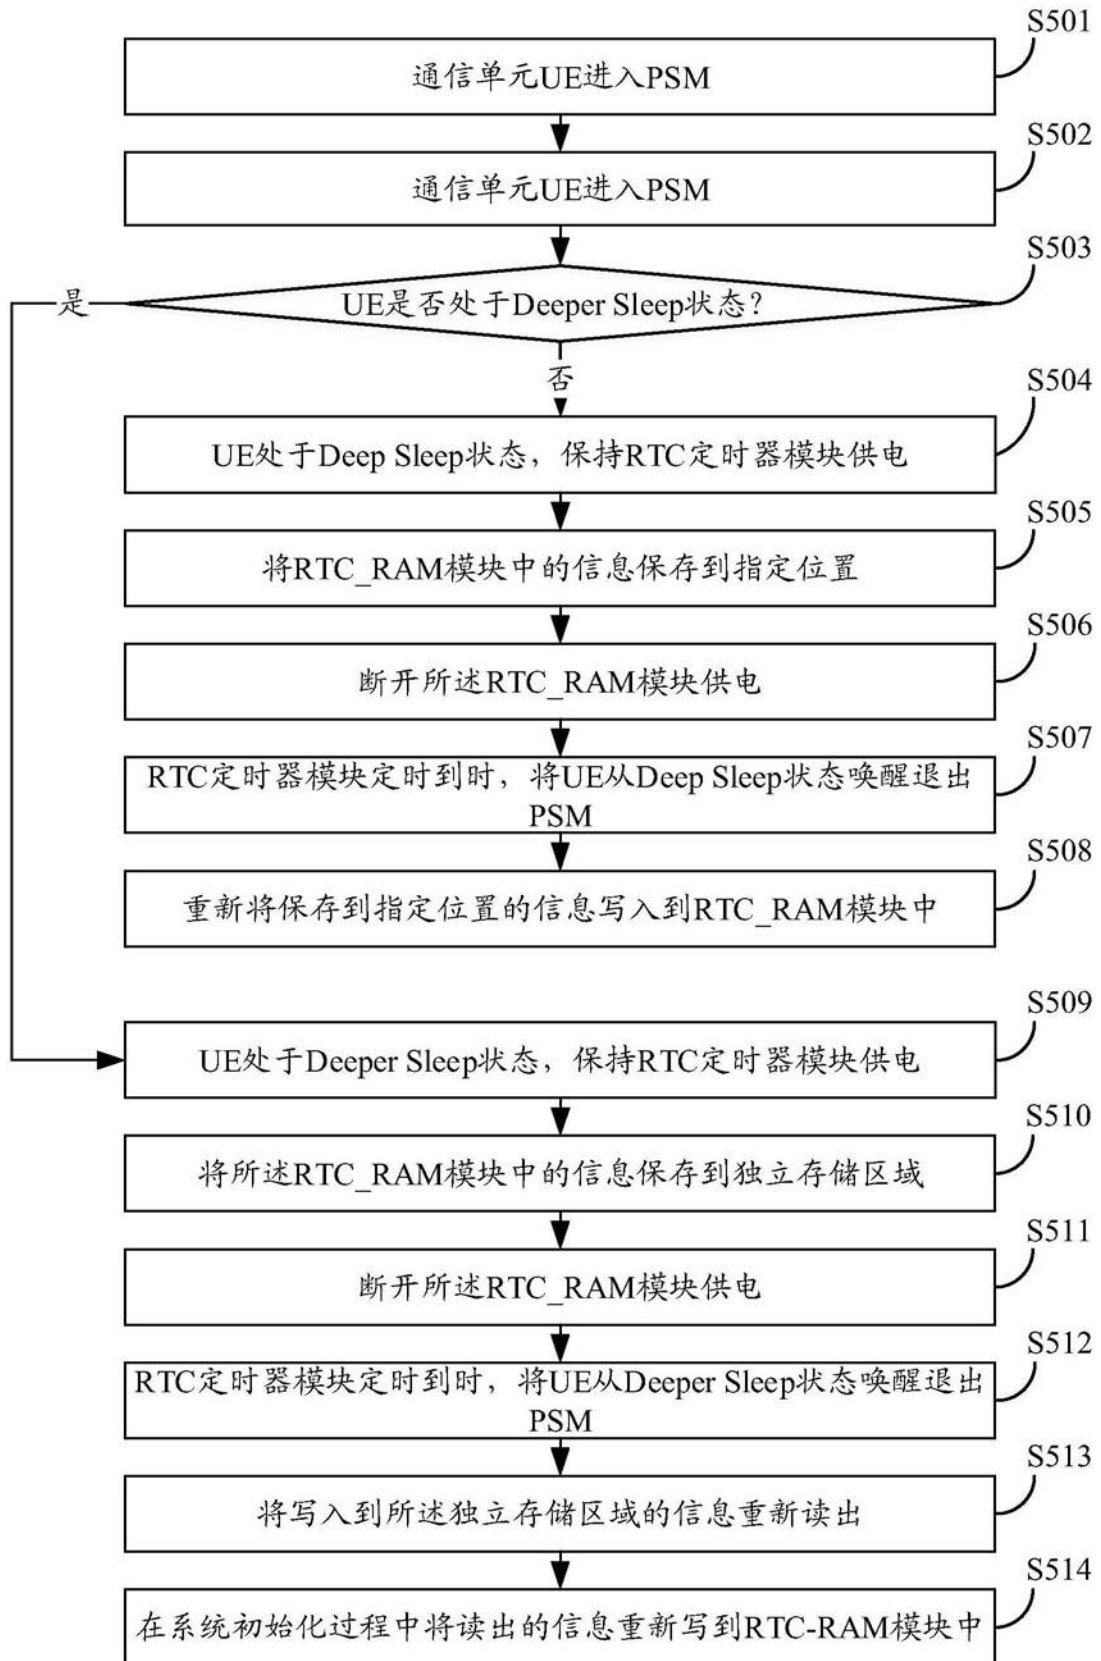 S501
通信单元UE进入PSM
S502
通信单元UE进入PSM
S503
UE是否处于Deeper Sleep状态?
是
否
S504
UE处于Deep Sleep状态，保持RTC定时器模块供电
S505
将RTC_RAM模块中的信息保存到指定位置
S506
断开所述RTC_RAM模块供电
S507
RTC定时器模块定时到时，将UE从Deep Sleep状态唤醒退出
PSM
S508
重新将保存到指定位置的信息写入到RTC_RAM模块中
S509
UE处于Deeper Sleep状态，保持RTC定时器模块供电
S510
将所述RTC_RAM模块中的信息保存到独立存储区域
S511
断开所述RTC_RAM模块供电
S512
RTC定时器模块定时到时，将UE从Deeper Sleep状态唤醒退出
PSM
S513
将写入到所述独立存储区域的信息重新读出
S514
在系统初始化过程中将读出的信息重新写到RTC-RAM模块中